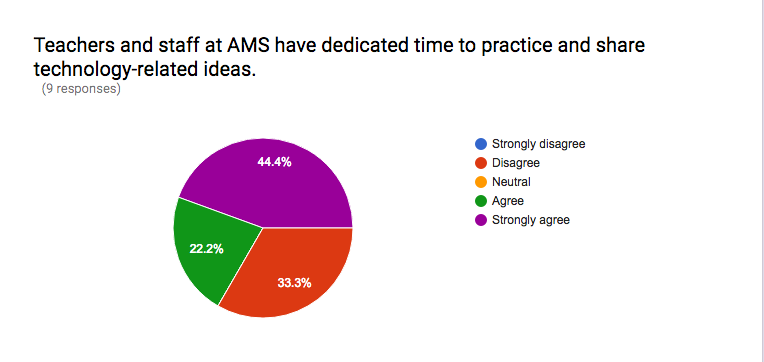 Teachers and staff at AMS have dedicated time to practice and share
technology-related ideas.
(9 responses)
44.4%
22.2%
33.3%
Strongly disagree
Disagree
Neutral
Agree
Strongly agree